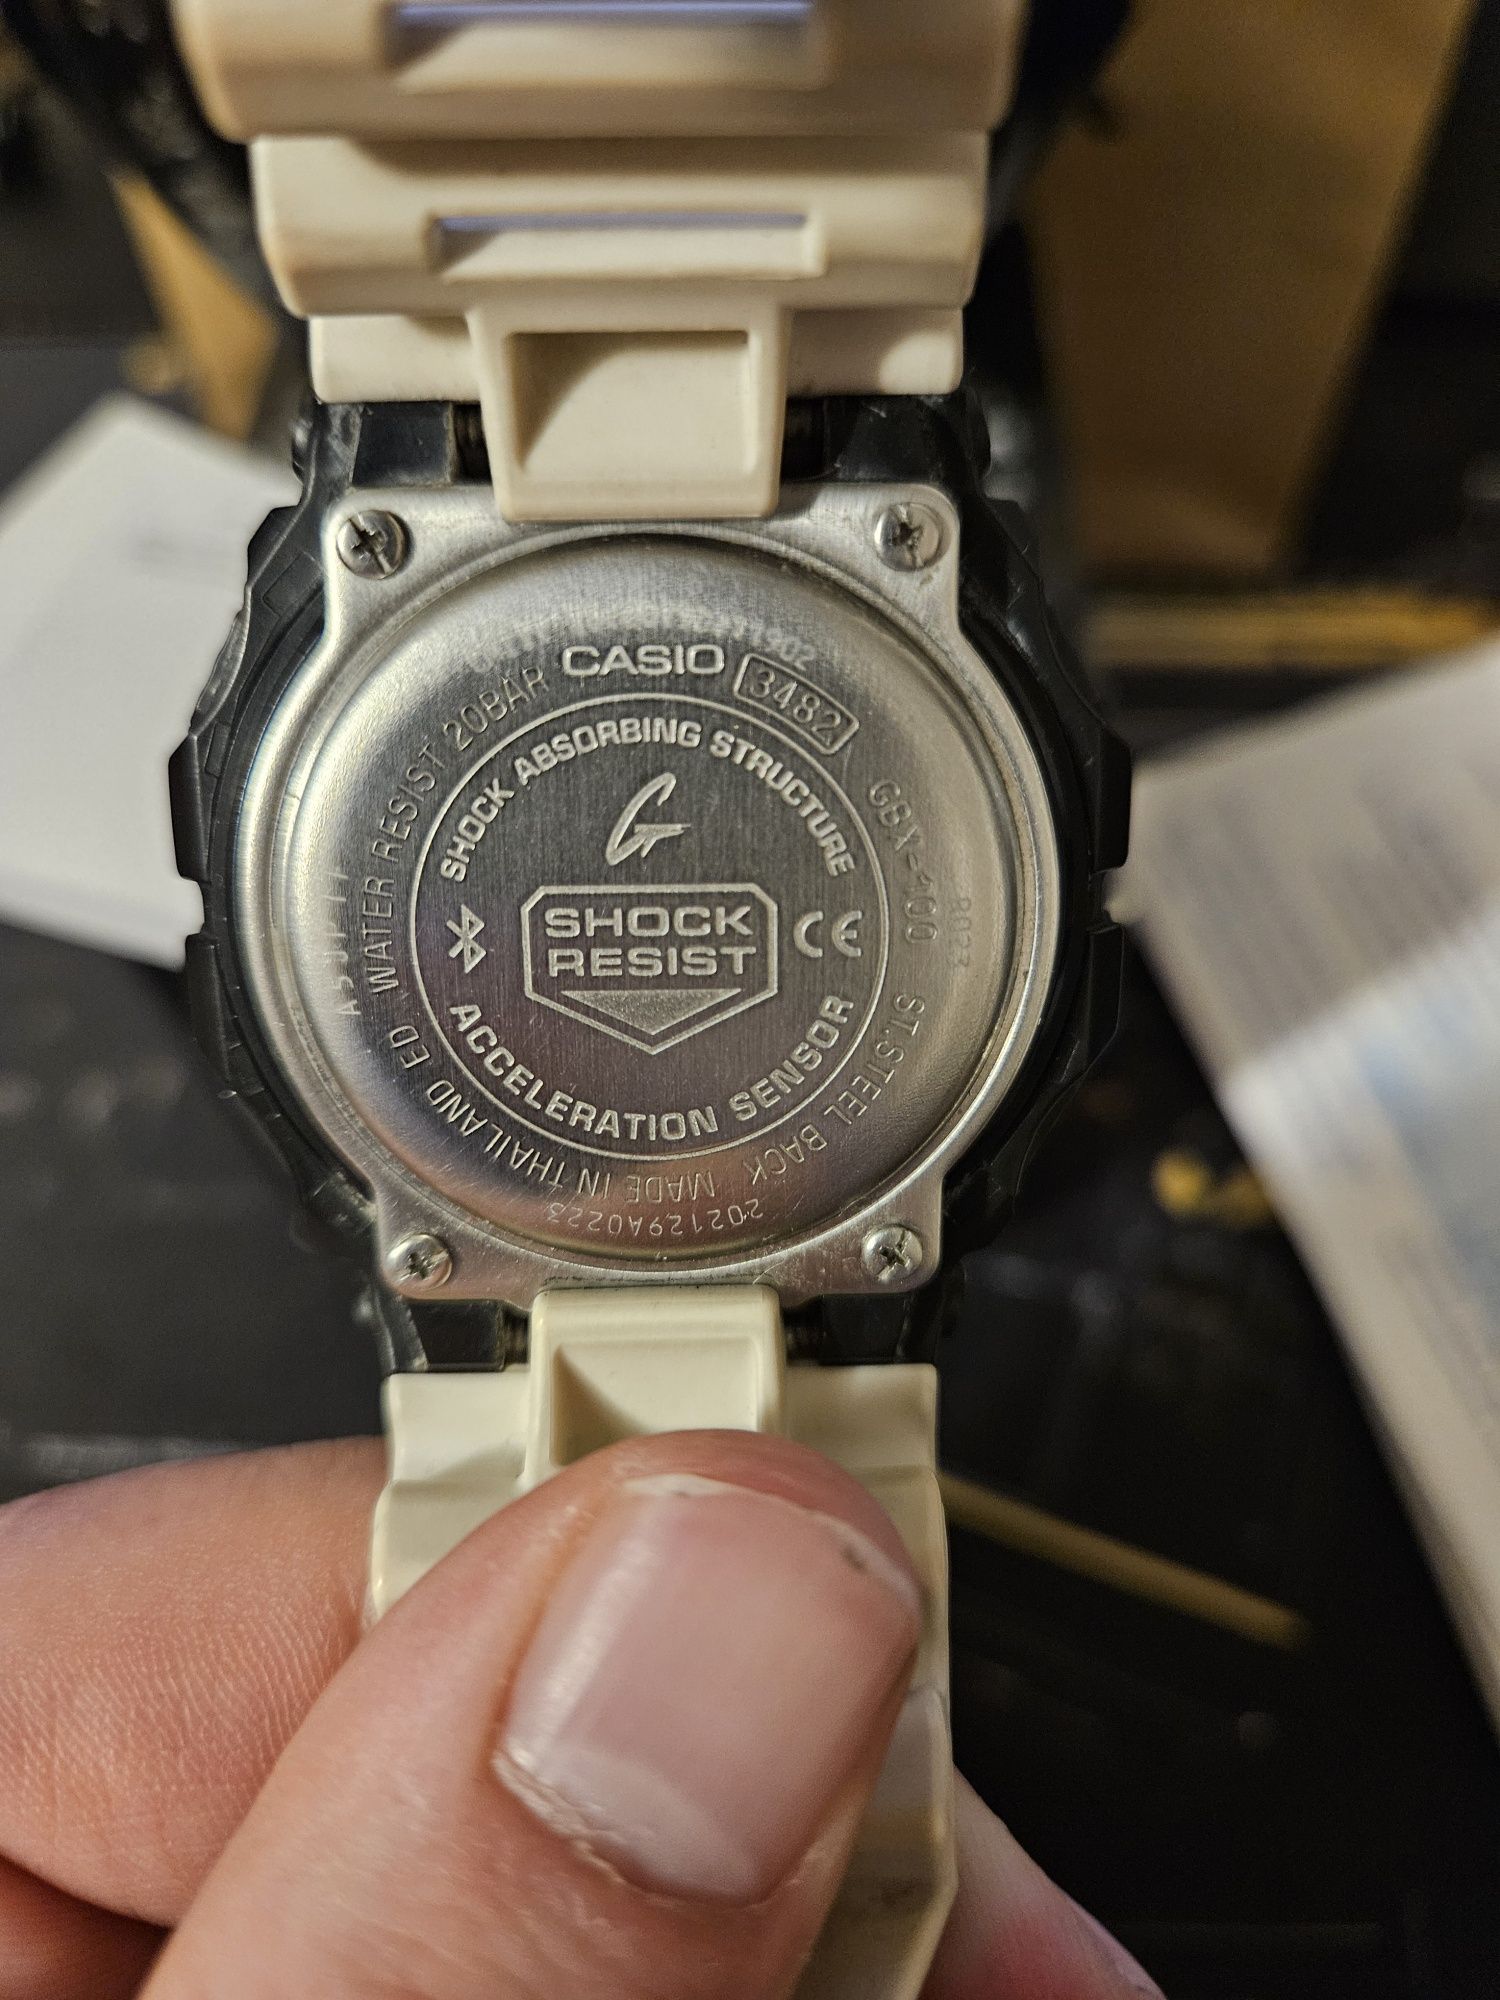 CASIO
3482
WATER RESIST 20BAR
GBX-100
ST.STEEL BACK
MADE IN THAILAND ED
202129A0223
SHOCK ABSORBING STRUCTURE
G
SHOCK
RESIST
CE
ACCELERATION SENSOR